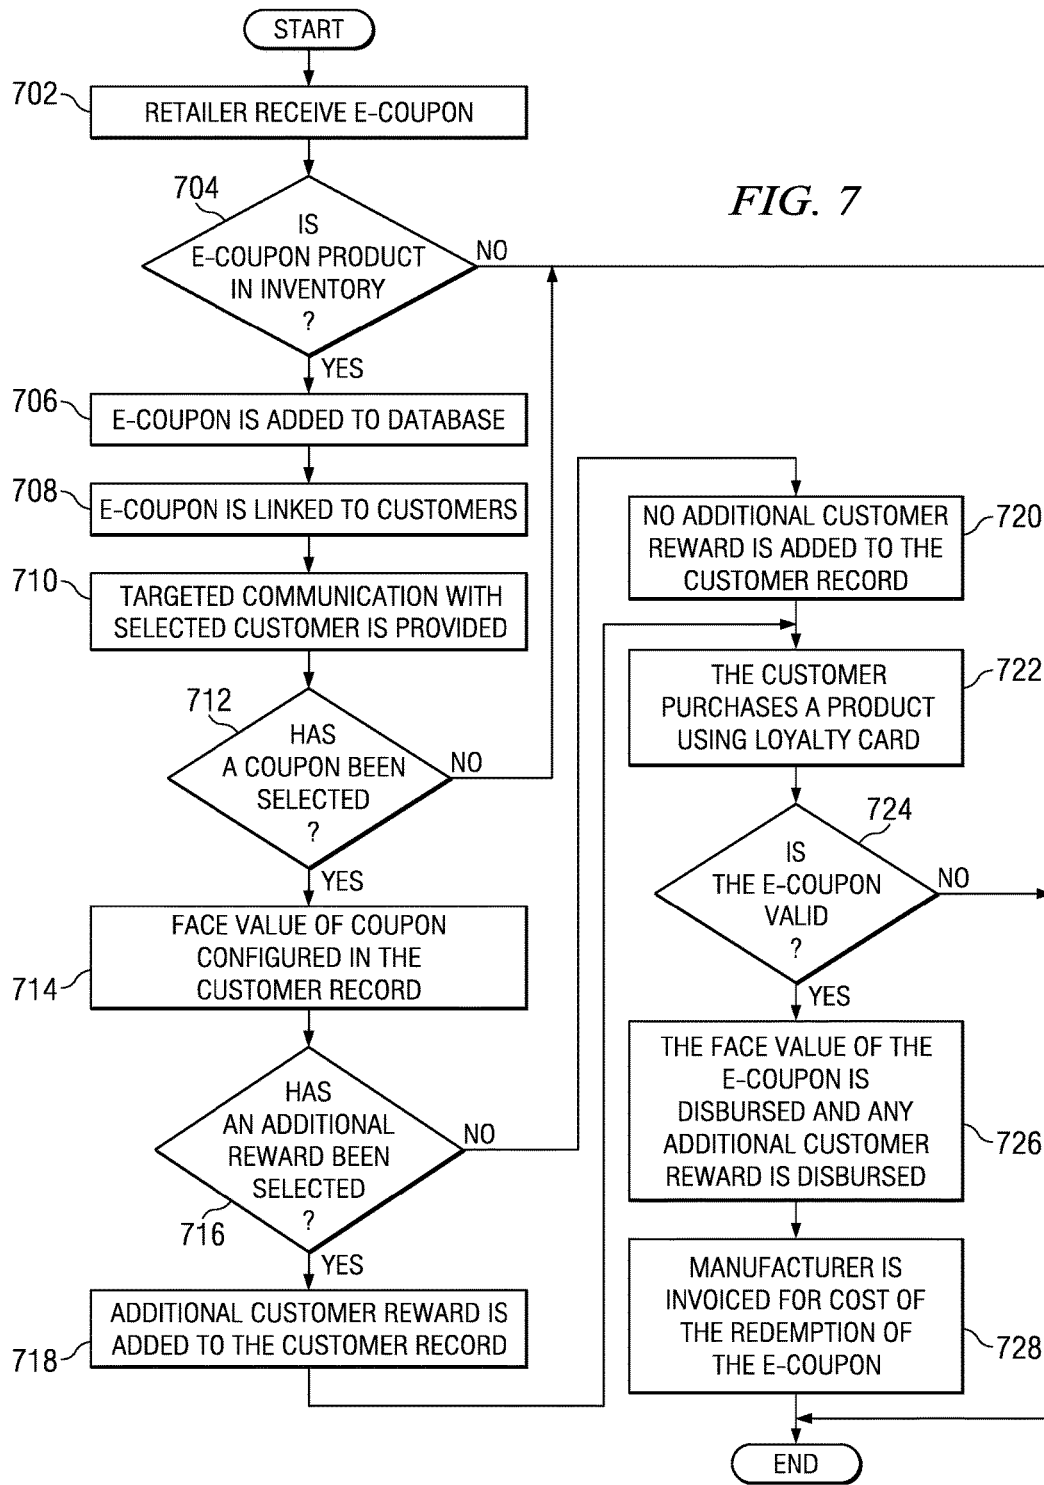 START
702
RETAILER RECEIVE E-COUPON
704
IS
E-COUPON PRODUCT
IN INVENTORY
?
NO
YES
FIG. 7
706
E-COUPON IS ADDED TO DATABASE
708
E-COUPON IS LINKED TO CUSTOMERS
710
TARGETED COMMUNICATION WITH
SELECTED CUSTOMER IS PROVIDED
712
HAS
A COUPON BEEN
SELECTED
?
NO
YES
714
FACE VALUE OF COUPON
CONFIGURED IN THE
CUSTOMER RECORD
HAS
AN ADDITIONAL
REWARD BEEN
SELECTED
?
716
NO
YES
718
ADDITIONAL CUSTOMER REWARD IS
ADDED TO THE CUSTOMER RECORD
NO ADDITIONAL CUSTOMER
REWARD IS ADDED TO THE
CUSTOMER RECORD
720
THE CUSTOMER
PURCHASES A PRODUCT
USING LOYALTY CARD
722
724
IS
THE E-COUPON
VALID
?
NO
YES
THE FACE VALUE OF THE
E-COUPON IS
DISBURSED AND ANY
ADDITIONAL CUSTOMER
REWARD IS DISBURSED
726
MANUFACTURER IS
INVOICED FOR COST OF
THE REDEMPTION OF
THE E-COUPON
728
END